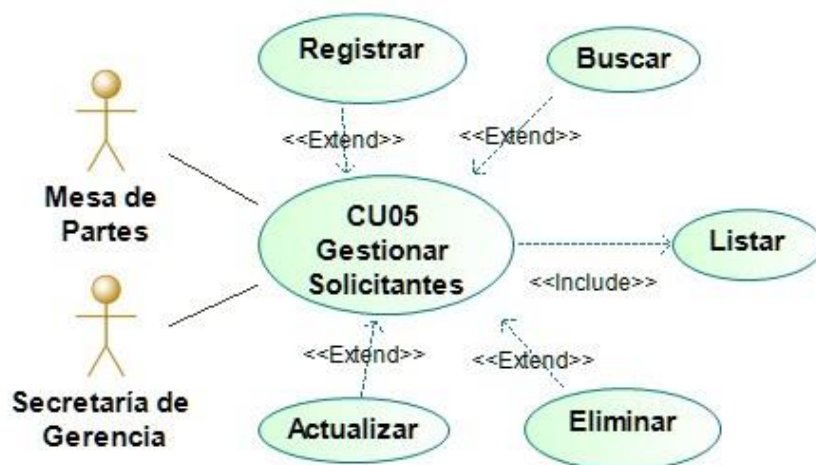 Registrar
Buscar
<<Extend>>
<<Extend>>
Mesa de
Partes
CU05
Gestionar
Solicitantes
Listar
<<Include>>
<<Extend>>
<<Extend>>
Secretaría de
Gerencia
Actualizar
Eliminar